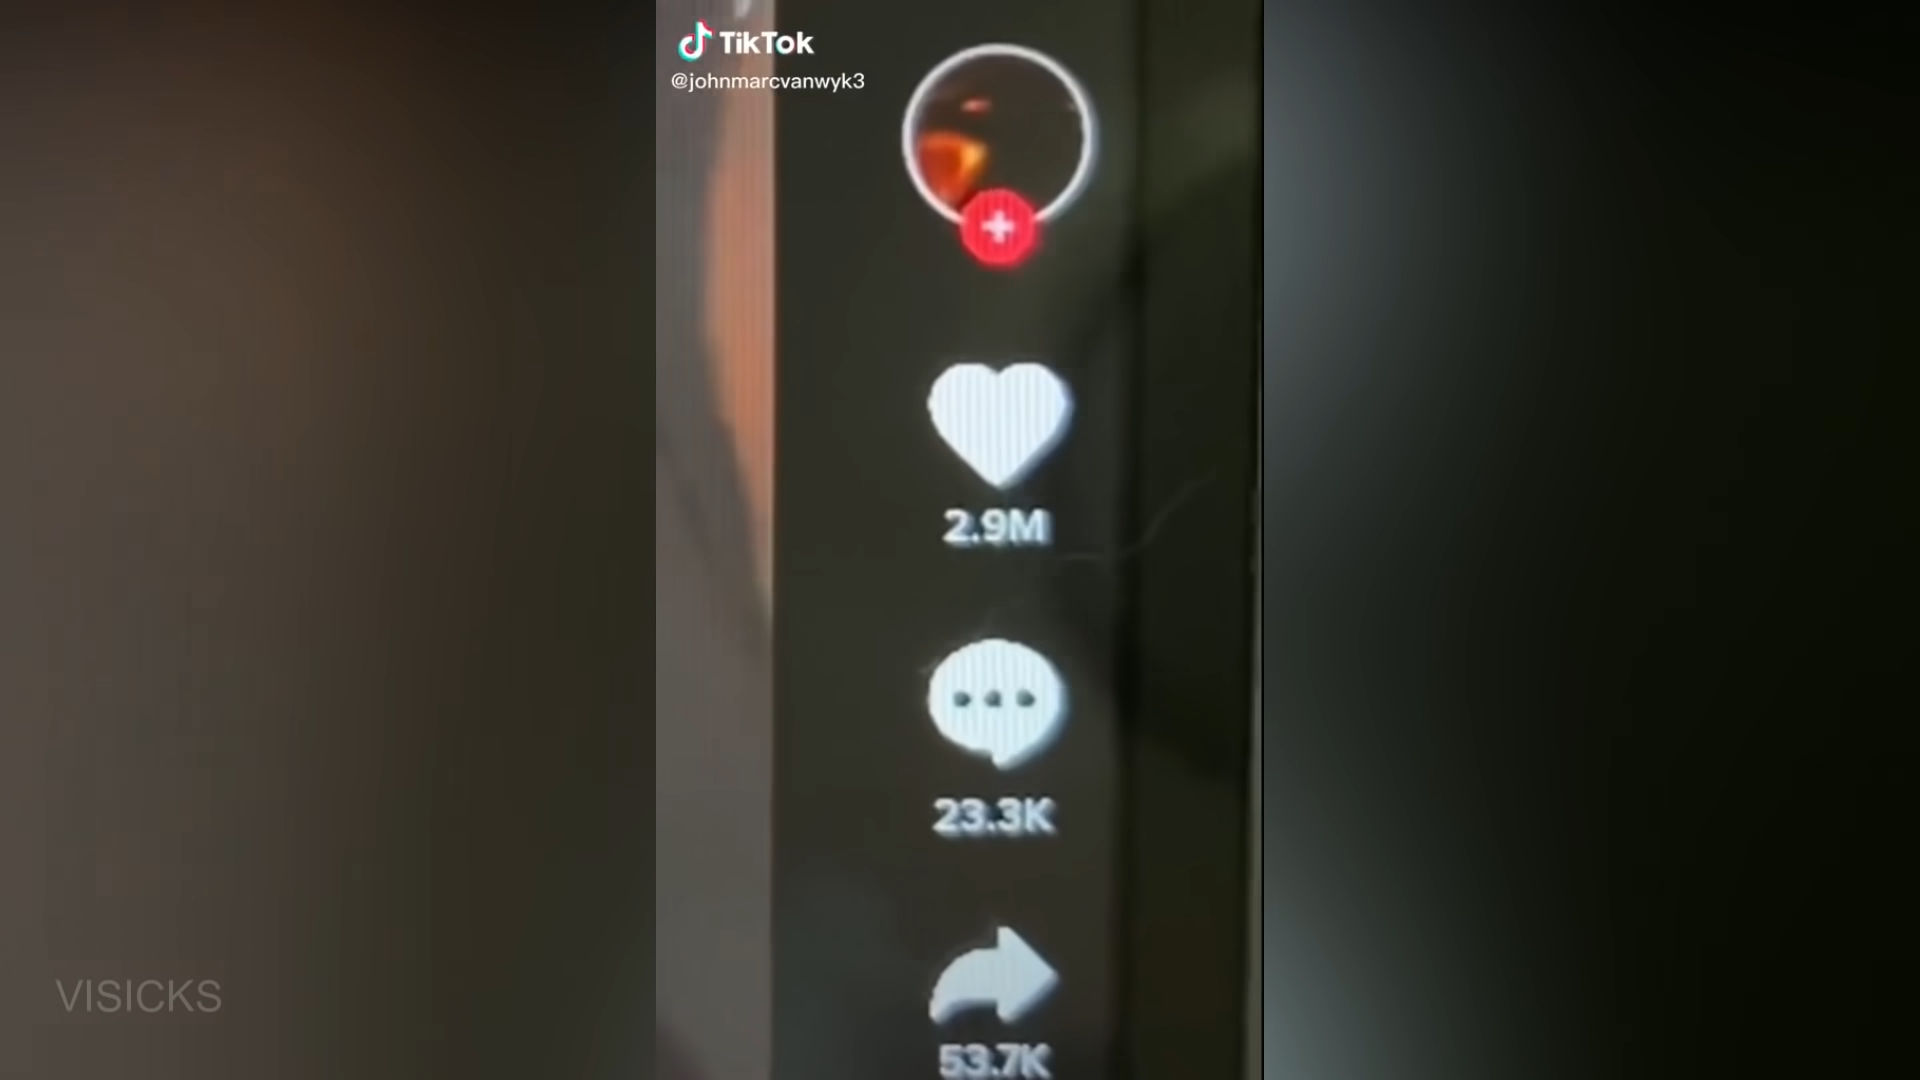 TikTok
@johnmarcvanwyk3
2.9M
23.3K
53.7K
VISICKS